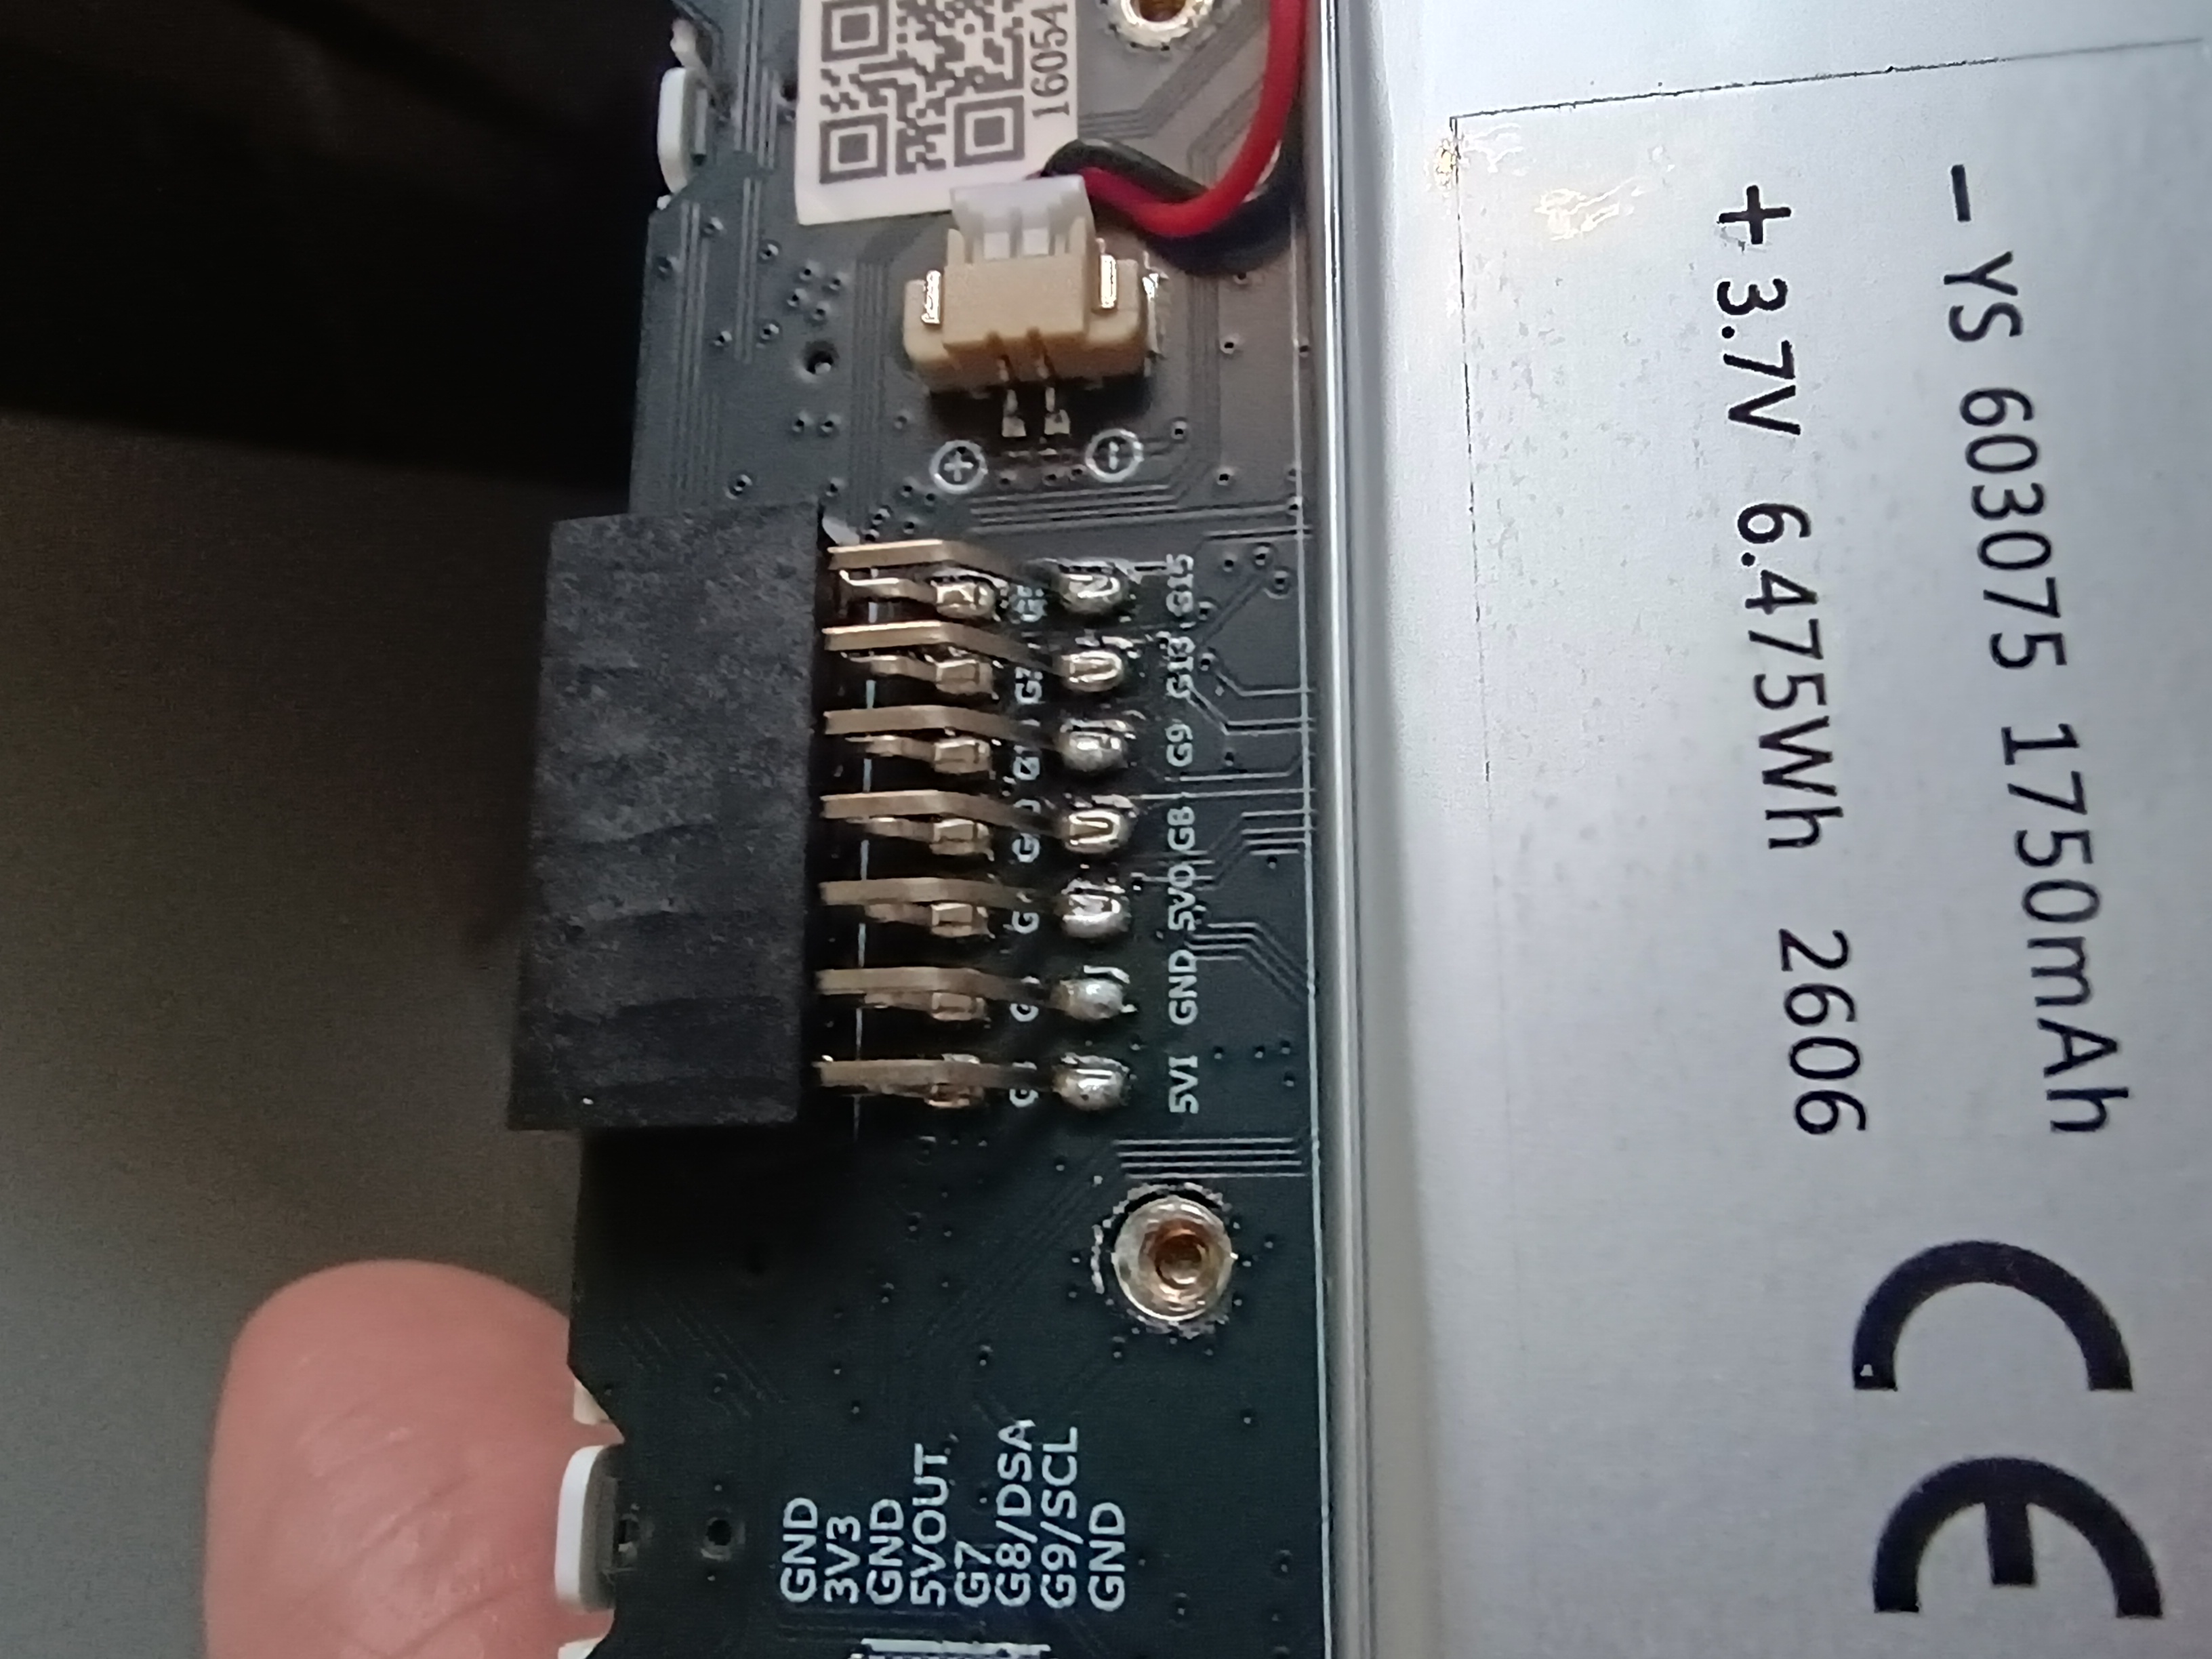 GND
3V3
GND
5VOUT
G7
G8/DSA
G9/SCL
GND
5VI GND 5VO G8 G9 G13 G15
16054
+ 3.7V 6.475Wh 2606
- YS 603075 1750mAh
CE